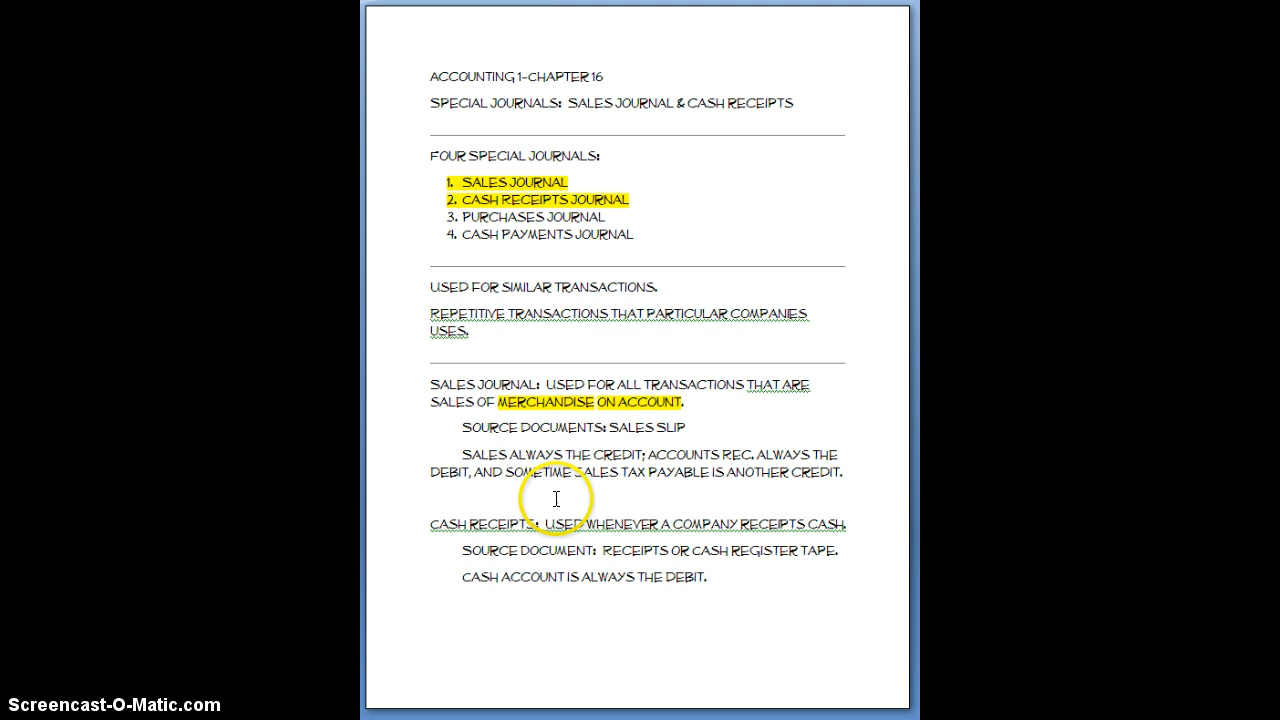 ACCOUNTING 1-CHAPTER 16
SPECIAL JOURNALS: SALES JOURNAL & CASH RECEIPTS
FOUR SPECIAL JOURNALS:
1. SALES JOURNAL
2. CASH RECEIPTS JOURNAL
3. PURCHASES JOURNAL
4. CASH PAYMENTS JOURNAL
USED FOR SIMILAR TRANSACTIONS.
REPETITIVE TRANSACTIONS THAT PARTICULAR COMPANIES
USES.
SALES JOURNAL: USED FOR ALL TRANSACTIONS THAT ARE
SALES OF MERCHANDISE ON ACCOUNT.
SOURCE DOCUMENTS: SALES SLIP
SALES ALWAYS THE CREDIT; ACCOUNTS REC. ALWAYS THE
DEBIT, AND SOMETIME SALES TAX PAYABLE IS ANOTHER CREDIT.
CASH RECEIPTS: USED WHENEVER A COMPANY RECEIPTS CASH.
SOURCE DOCUMENT: RECEIPTS OR CASH REGISTER TAPE.
CASH ACCOUNT IS ALWAYS THE DEBIT.
Screencast-O-Matic.com